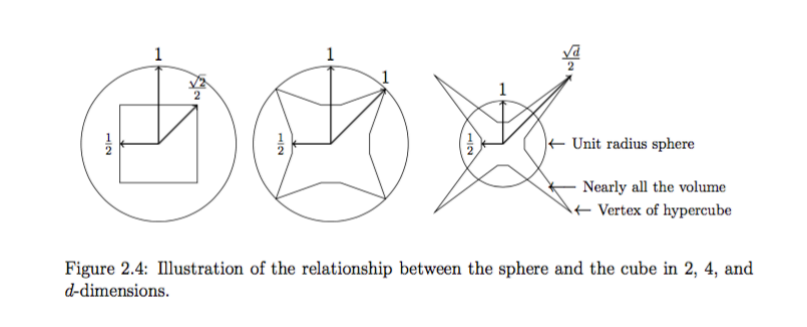 1
√2/2
1/2
1
1
1/2
√d/2
1
1/2
← Unit radius sphere
← Nearly all the volume
← Vertex of hypercube
Figure 2.4: Illustration of the relationship between the sphere and the cube in 2, 4, and
d-dimensions.